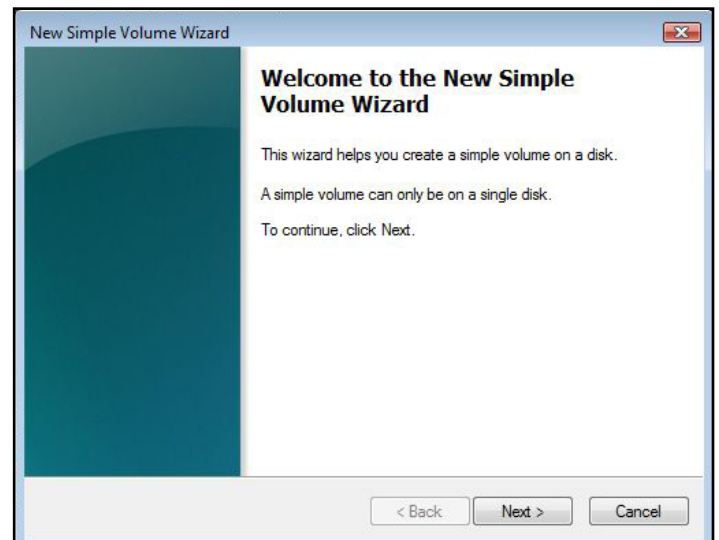 New Simple Volume Wizard
Welcome to the New Simple
Volume Wizard
This wizard helps you create a simple volume on a disk.
A simple volume can only be on a single disk.
To continue, click Next.
< Back Next > Cancel